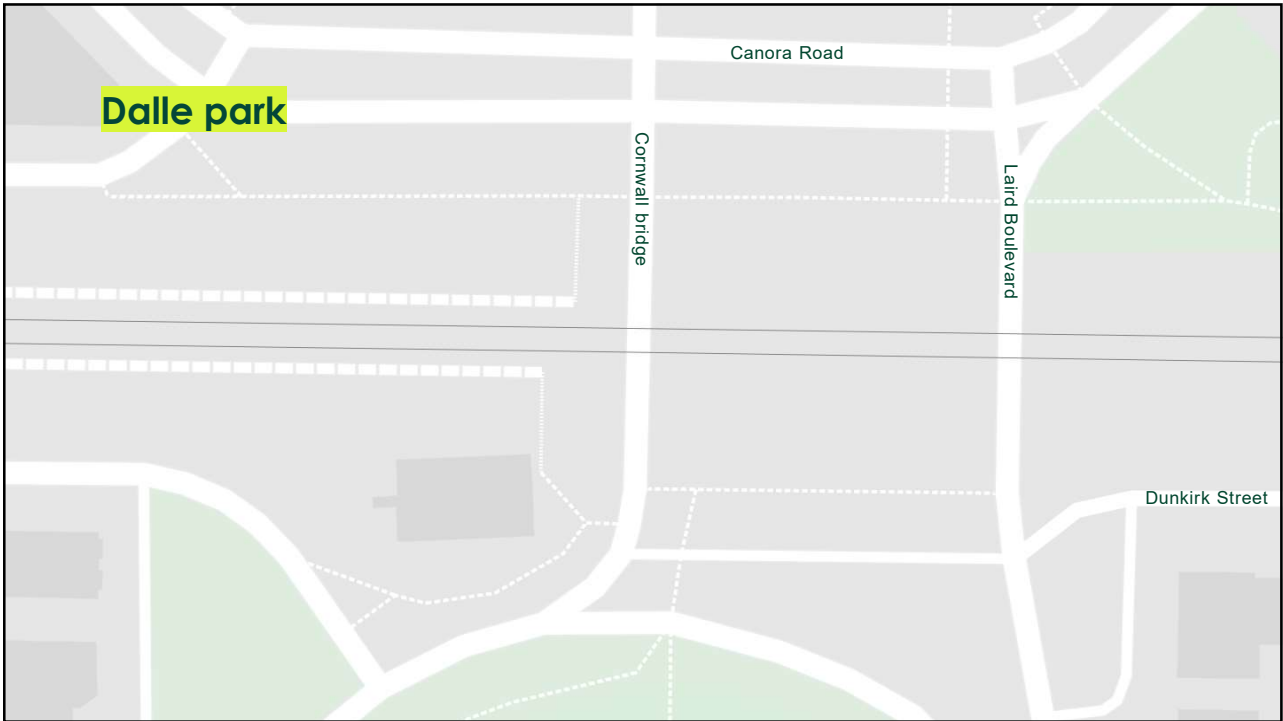 Canora Road
Dalle park
Cornwall bridge
Laird Boulevard
Dunkirk Street